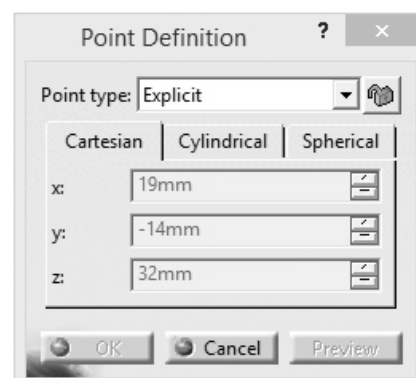 Point Definition ? ×
Point type: Explicit
Cartesian Cylindrical Spherical
x: 19mm
y: -14mm
z: 32mm
OK Cancel Preview